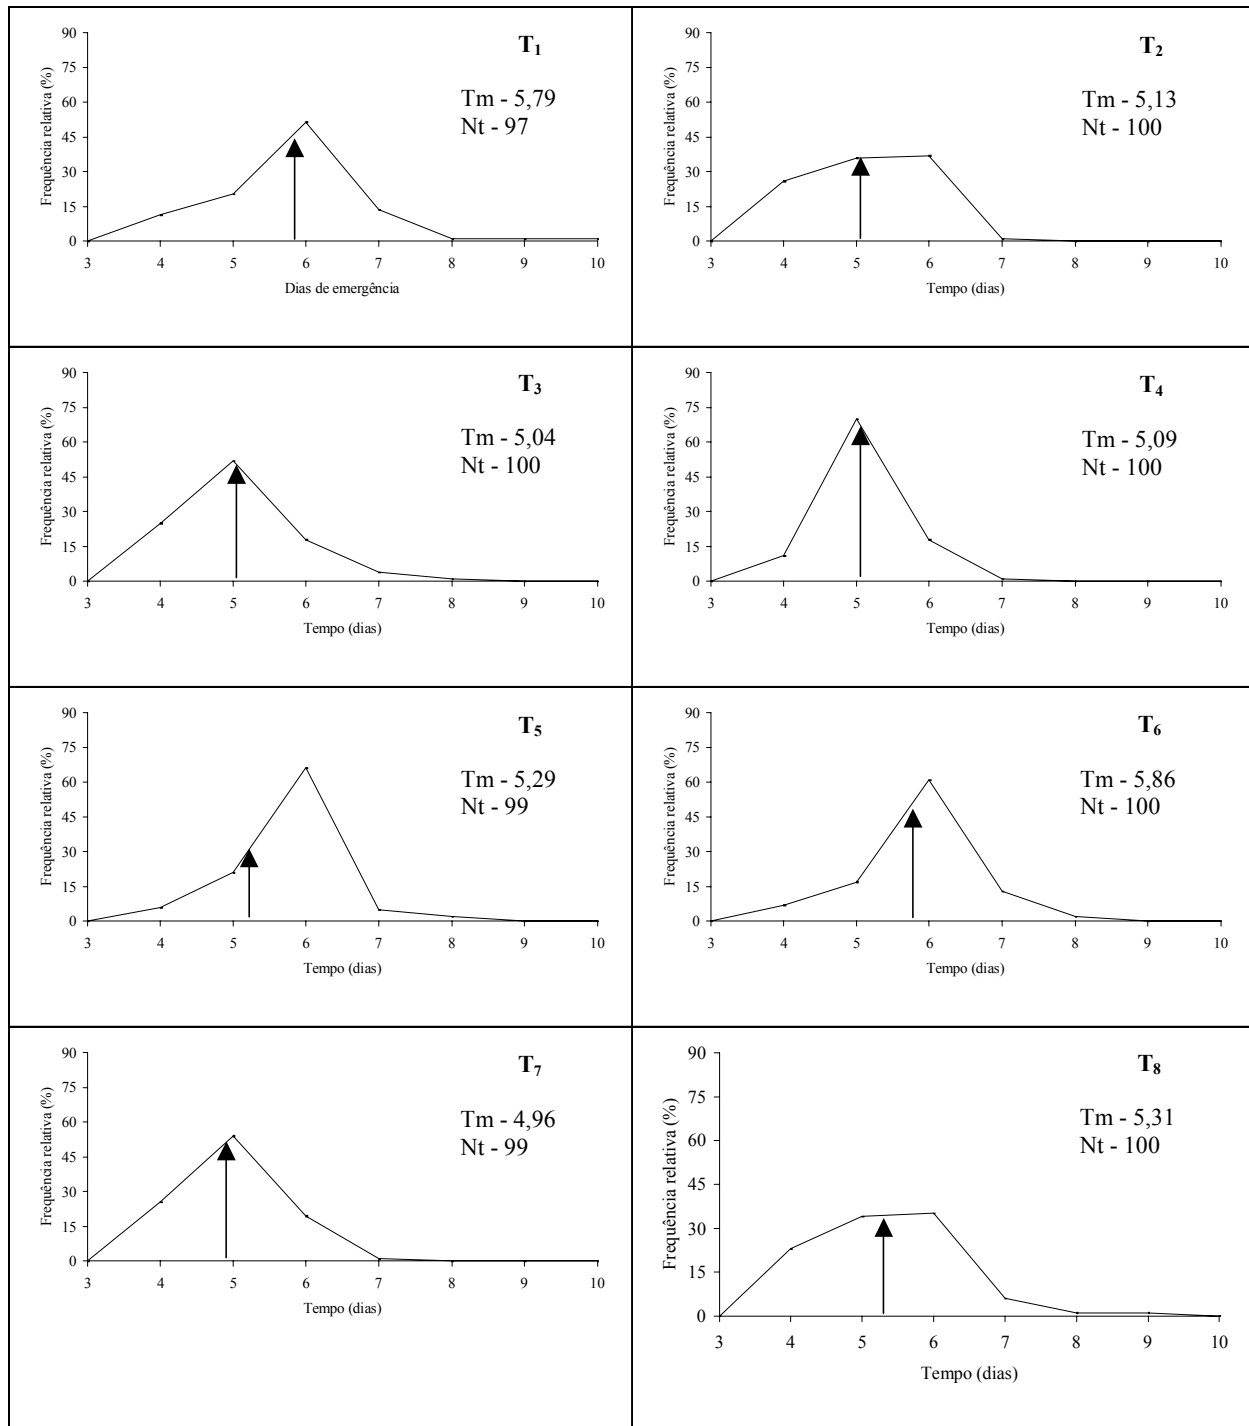 T₁
Tm - 5,79
Nt - 97
Frequência relativa (%)
90
75
60
45
30
15
0
3 4 5 6 7 8 9 10
Dias de emergência
T₂
Tm - 5,13
Nt - 100
Frequência relativa (%)
90
75
60
45
30
15
0
3 4 5 6 7 8 9 10
Tempo (dias)
T₃
Tm - 5,04
Nt - 100
Frequência relativa (%)
90
75
60
45
30
15
0
3 4 5 6 7 8 9 10
Tempo (dias)
T₄
Tm - 5,09
Nt - 100
Frequência relativa (%)
90
75
60
45
30
15
0
3 4 5 6 7 8 9 10
Tempo (dias)
T₅
Tm - 5,29
Nt - 99
Frequência relativa (%)
90
75
60
45
30
15
0
3 4 5 6 7 8 9 10
Tempo (dias)
T₆
Tm - 5,86
Nt - 100
Frequência relativa (%)
90
75
60
45
30
15
0
3 4 5 6 7 8 9 10
Tempo (dias)
T₇
Tm - 4,96
Nt - 99
Frequência relativa (%)
90
75
60
45
30
15
0
3 4 5 6 7 8 9 10
Tempo (dias)
T₈
Tm - 5,31
Nt - 100
Frequência relativa (%)
90
75
60
45
30
15
0
3 4 5 6 7 8 9 10
Tempo (dias)